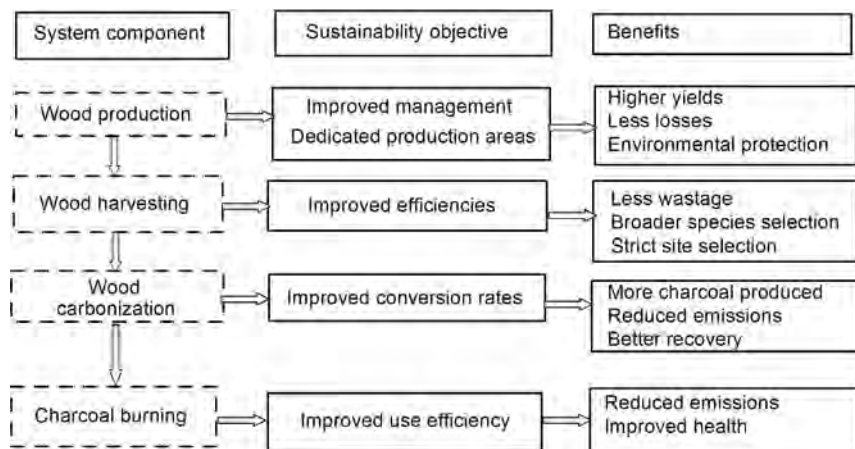 System component
Sustainability objective
Benefits
Wood production
Improved management
Dedicated production areas
Higher yields
Less losses
Environmental protection
Wood harvesting
Improved efficiencies
Less wastage
Broader species selection
Strict site selection
Wood
carbonization
Improved conversion rates
More charcoal produced
Reduced emissions
Better recovery
Charcoal burning
Improved use efficiency
Reduced emissions
Improved health